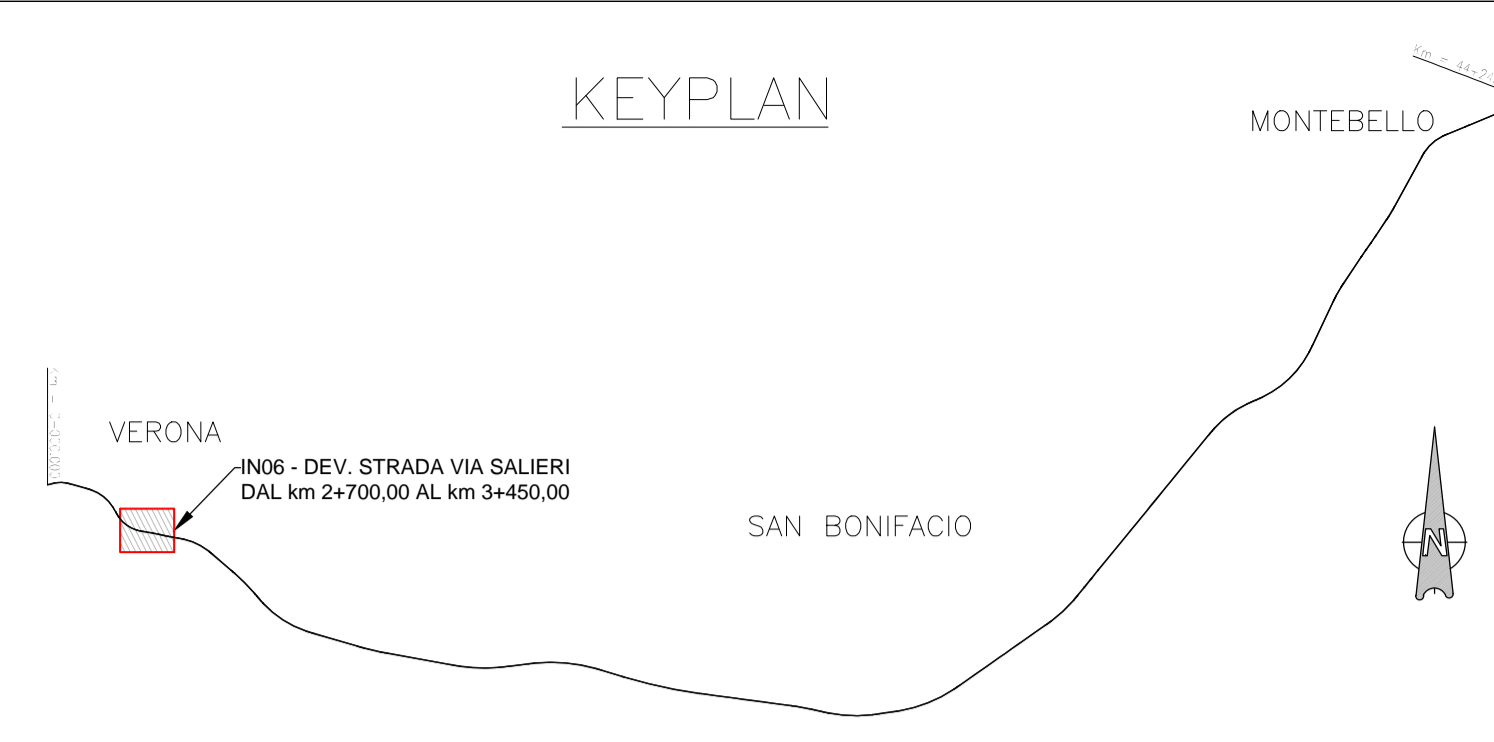 KEYPLAN
MONTEBELLO
VERONA
IN06 - DEV. STRADA VIA SALIERI
DAL km 2+700,00 AL km 3+450,00
SAN BONIFACIO
N